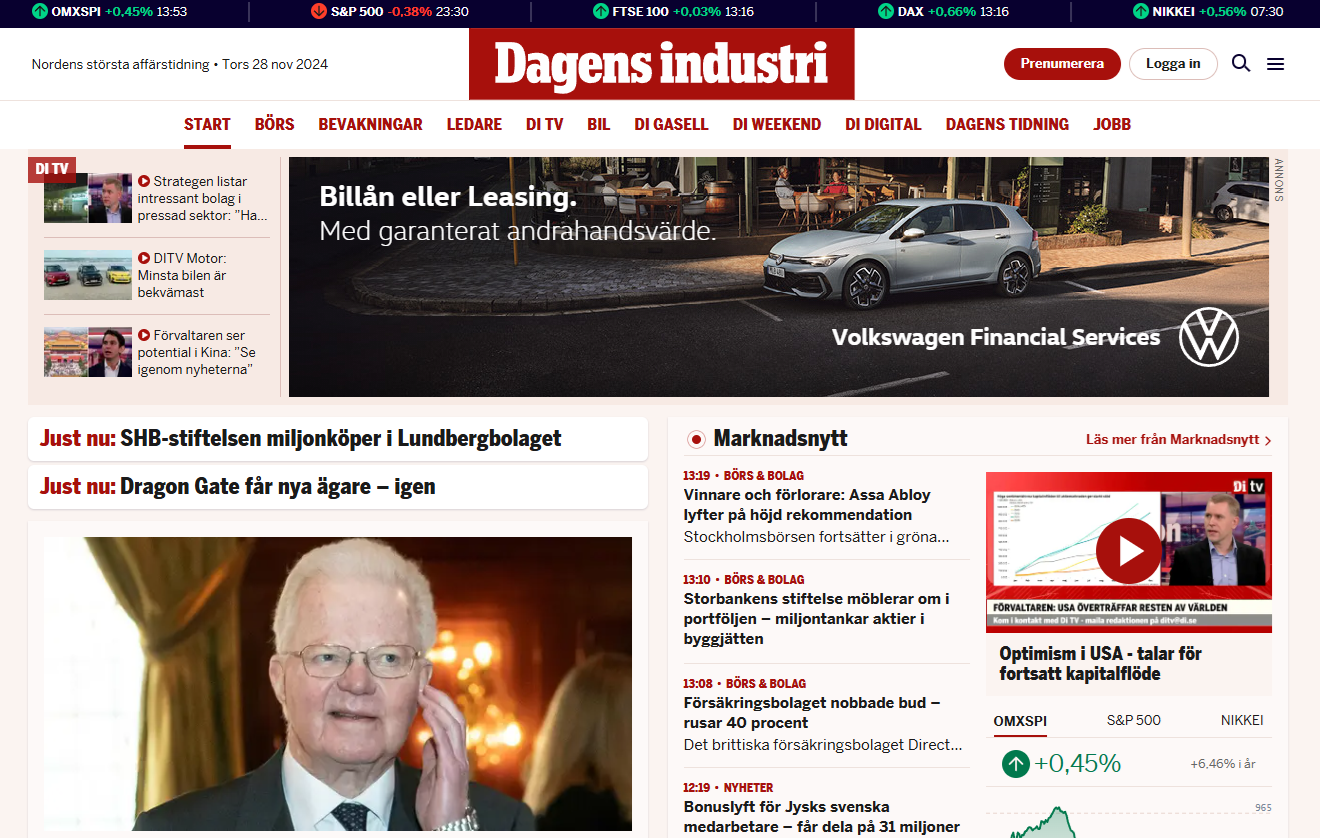 OMXSPI +0,45% 13:53
S&P 500 -0,38% 23:30
FTSE 100 +0,03% 13:16
DAX +0,66% 13:16
NIKKEI +0,56% 07:30
Nordens största affärstidning • Tors 28 nov 2024
Dagens industri
Prenumerera
Logga in
START
BÖRS
BEVAKNINGAR
LEDARE
DI TV
BIL
DI GASELL
DI WEEKEND
DI DIGITAL
DAGENS TIDNING
JOBB
DI TV
Strategen listar
intressant bolag i
pressad sektor: ”Ha...
DITV Motor:
Minsta bilen är
bekvämast
Förvaltaren ser
potential i Kina: ”Se
igenom nyheterna”
ANNONS
Billån eller Leasing.
Med garanterat andrahandsvärde.
Volkswagen Financial Services
Just nu: SHB-stiftelsen miljonköper i Lundbergbolaget
Just nu: Dragon Gate får nya ägare – igen
Marknadsnytt
Läs mer från Marknadsnytt
13:19 • BÖRS & BOLAG
Vinnare och förlorare: Assa Abloy
lyfter på höjd rekommendation
Stockholmsbörsen fortsätter i gröna...
13:10 • BÖRS & BOLAG
Storbankens stiftelse möblerar om i
portföljen – miljontankar aktier i
byggjätten
13:08 • BÖRS & BOLAG
Försäkringsbolaget nobbade bud –
rusar 40 procent
Det brittiska försäkringsbolaget Direct...
12:19 • NYHETER
Bonuslyft för Jysks svenska
medarbetare – får dela på 31 miljoner
Di tv
FÖRVALTAREN: USA ÖVERTRÄFFAR RESTEN AV VÄRLDEN
Kom i kontakt med Di TV - maila redaktionen på ditv@di.se
Optimism i USA - talar för
fortsatt kapitalflöde
OMXSPI
S&P 500
NIKKEI
+0,45%
+6,46% i år
965